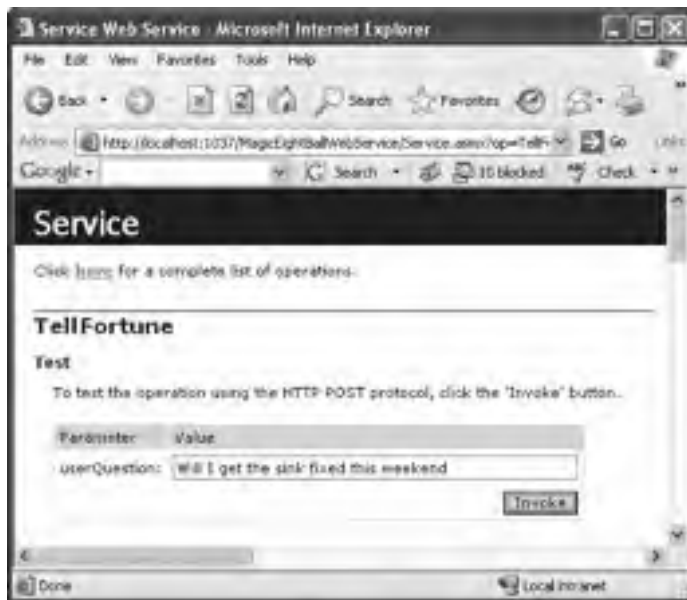 Service Web Service - Microsoft Internet Explorer
File Edit View Favorites Tools Help
Back Search Favorites
Address http://localhost:1037/MagicEightBallWebService/Service.asmx?op=TellF Go Links
Google Search 16 blocked Check
Service
Click here for a complete list of operations.
TellFortune
Test
To test the operation using the HTTP POST protocol, click the 'Invoke' button.
Parameter Value
userQuestion: Will I get the sink fixed this weekend
Invoke
Done Local intranet